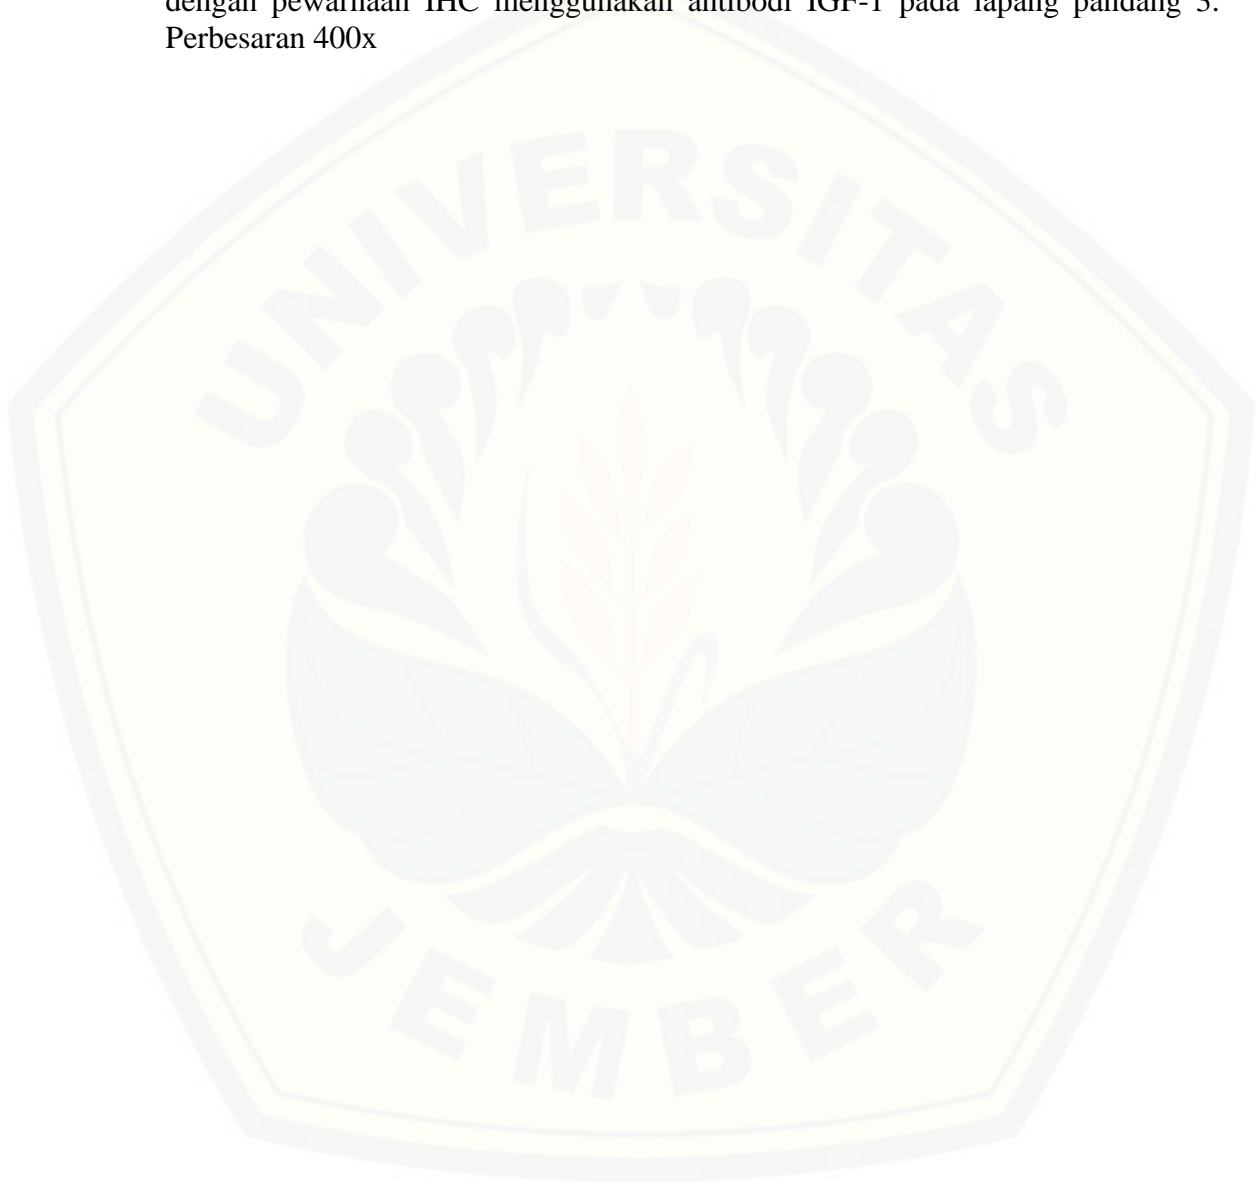 dengan pewarnaan IHC menggunakan antibodi IGF-1 pada lapang pandang 3.
Perbesaran 400x
UNIVERSITAS
JEMBER